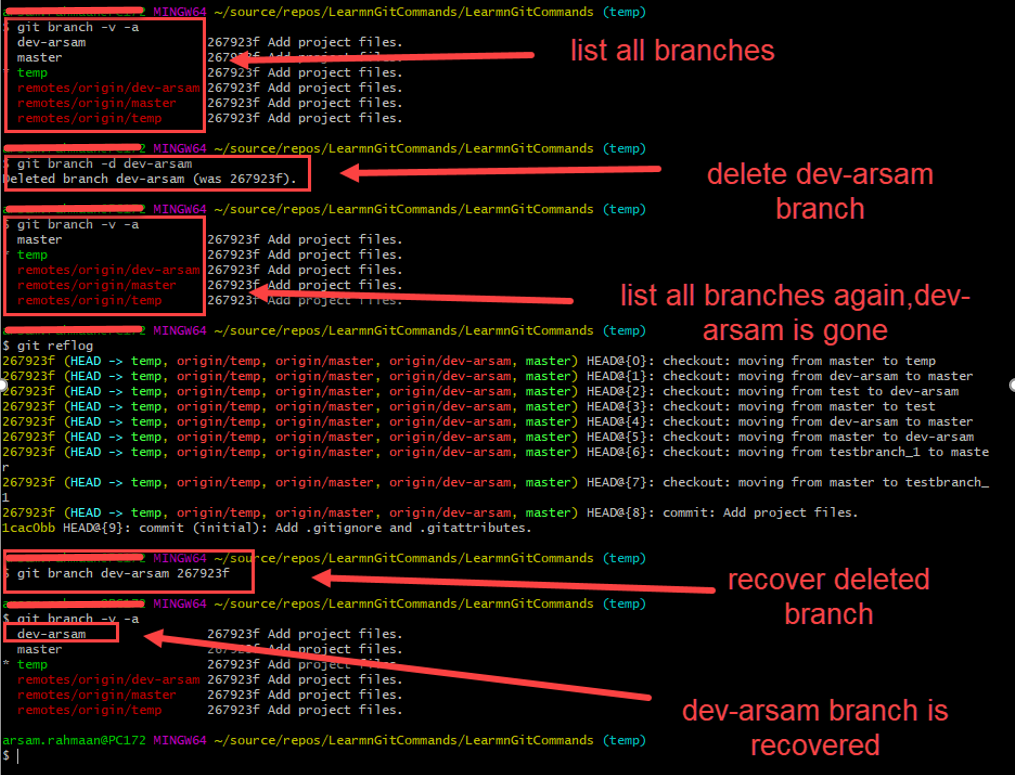 MINGW64 ~/source/repos/LearmnGitCommands/LearmnGitCommands (temp)
$ git branch -v -a
dev-arsam 267923f Add project files.
master 267923f Add project files.
* temp 267923f Add project files.
remotes/origin/dev-arsam 267923f Add project files.
remotes/origin/master 267923f Add project files.
remotes/origin/temp 267923f Add project files.
list all branches
MINGW64 ~/source/repos/LearmnGitCommands/LearmnGitCommands (temp)
$ git branch -d dev-arsam
Deleted branch dev-arsam (was 267923f).
delete dev-arsam
branch
MINGW64 ~/source/repos/LearmnGitCommands/LearmnGitCommands (temp)
$ git branch -v -a
master 267923f Add project files.
* temp 267923f Add project files.
remotes/origin/dev-arsam 267923f Add project files.
remotes/origin/master 267923f Add project files.
remotes/origin/temp 267923f Add project files.
list all branches again,dev-
arsam is gone
MINGW64 ~/source/repos/LearmnGitCommands/LearmnGitCommands (temp)
$ git reflog
267923f (HEAD -> temp, origin/temp, origin/master, origin/dev-arsam, master) HEAD@{0}: checkout: moving from master to temp
267923f (HEAD -> temp, origin/temp, origin/master, origin/dev-arsam, master) HEAD@{1}: checkout: moving from dev-arsam to master
267923f (HEAD -> temp, origin/temp, origin/master, origin/dev-arsam, master) HEAD@{2}: checkout: moving from test to dev-arsam
267923f (HEAD -> temp, origin/temp, origin/master, origin/dev-arsam, master) HEAD@{3}: checkout: moving from master to test
267923f (HEAD -> temp, origin/temp, origin/master, origin/dev-arsam, master) HEAD@{4}: checkout: moving from dev-arsam to master
267923f (HEAD -> temp, origin/temp, origin/master, origin/dev-arsam, master) HEAD@{5}: checkout: moving from master to dev-arsam
267923f (HEAD -> temp, origin/temp, origin/master, origin/dev-arsam, master) HEAD@{6}: checkout: moving from testbranch_1 to maste
r
267923f (HEAD -> temp, origin/temp, origin/master, origin/dev-arsam, master) HEAD@{7}: checkout: moving from master to testbranch_
1
267923f (HEAD -> temp, origin/temp, origin/master, origin/dev-arsam, master) HEAD@{8}: commit: Add project files.
1cac0bb HEAD@{9}: commit (initial): Add .gitignore and .gitattributes.
MINGW64 ~/source/repos/LearmnGitCommands/LearmnGitCommands (temp)
$ git branch dev-arsam 267923f
recover deleted
branch
MINGW64 ~/source/repos/LearmnGitCommands/LearmnGitCommands (temp)
$ git branch -v -a
dev-arsam 267923f Add project files.
master 267923f Add project files.
* temp 267923f Add project files.
remotes/origin/dev-arsam 267923f Add project files.
remotes/origin/master 267923f Add project files.
remotes/origin/temp 267923f Add project files.
dev-arsam branch is
recovered
arsam.rahmaan@PC172 MINGW64 ~/source/repos/LearmnGitCommands/LearmnGitCommands (temp)
$